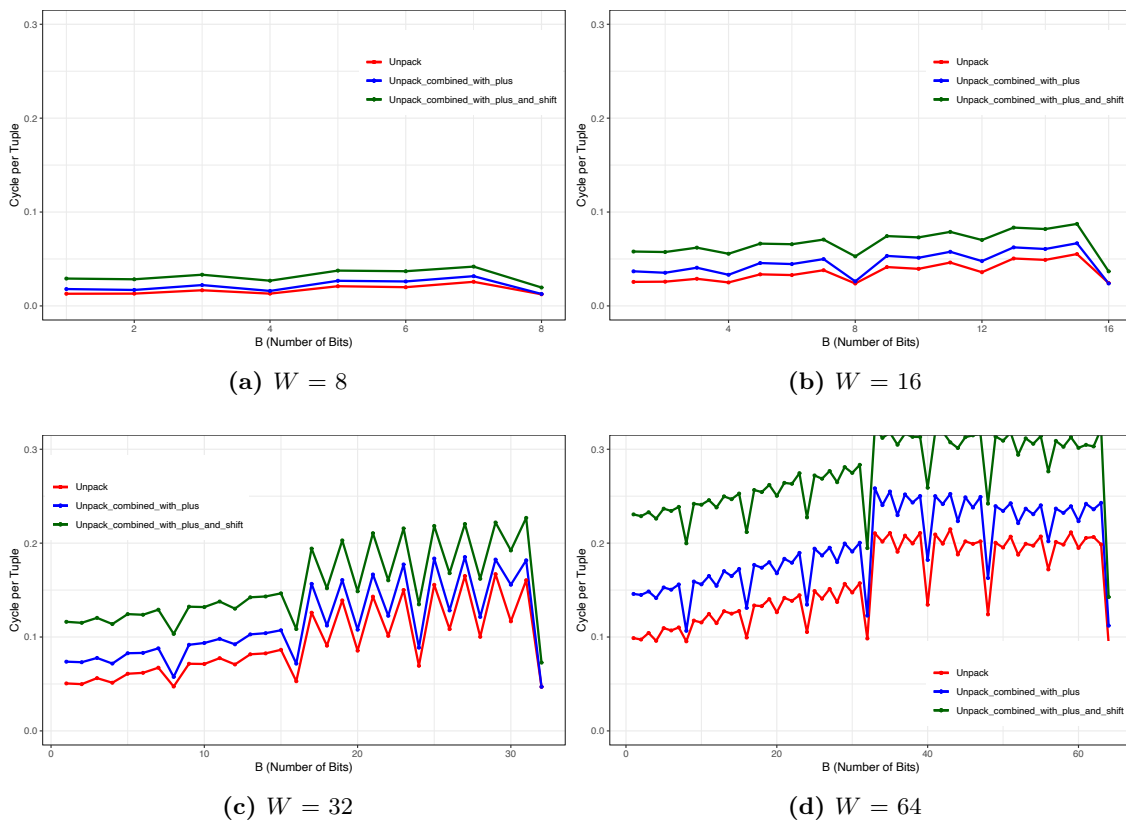 0.3
0.2
0.1
0.0
Cycle per Tuple
Unpack
Unpack_combined_with_plus
Unpack_combined_with_plus_and_shift
2 4 6 8
B (Number of Bits)
(a) W = 8
0.3
0.2
0.1
0.0
Cycle per Tuple
Unpack
Unpack_combined_with_plus
Unpack_combined_with_plus_and_shift
4 8 12 16
B (Number of Bits)
(b) W = 16
0.3
0.2
0.1
0.0
Cycle per Tuple
Unpack
Unpack_combined_with_plus
Unpack_combined_with_plus_and_shift
0 10 20 30
B (Number of Bits)
(c) W = 32
0.3
0.2
0.1
0.0
Cycle per Tuple
Unpack
Unpack_combined_with_plus
Unpack_combined_with_plus_and_shift
0 20 40 60
B (Number of Bits)
(d) W = 64